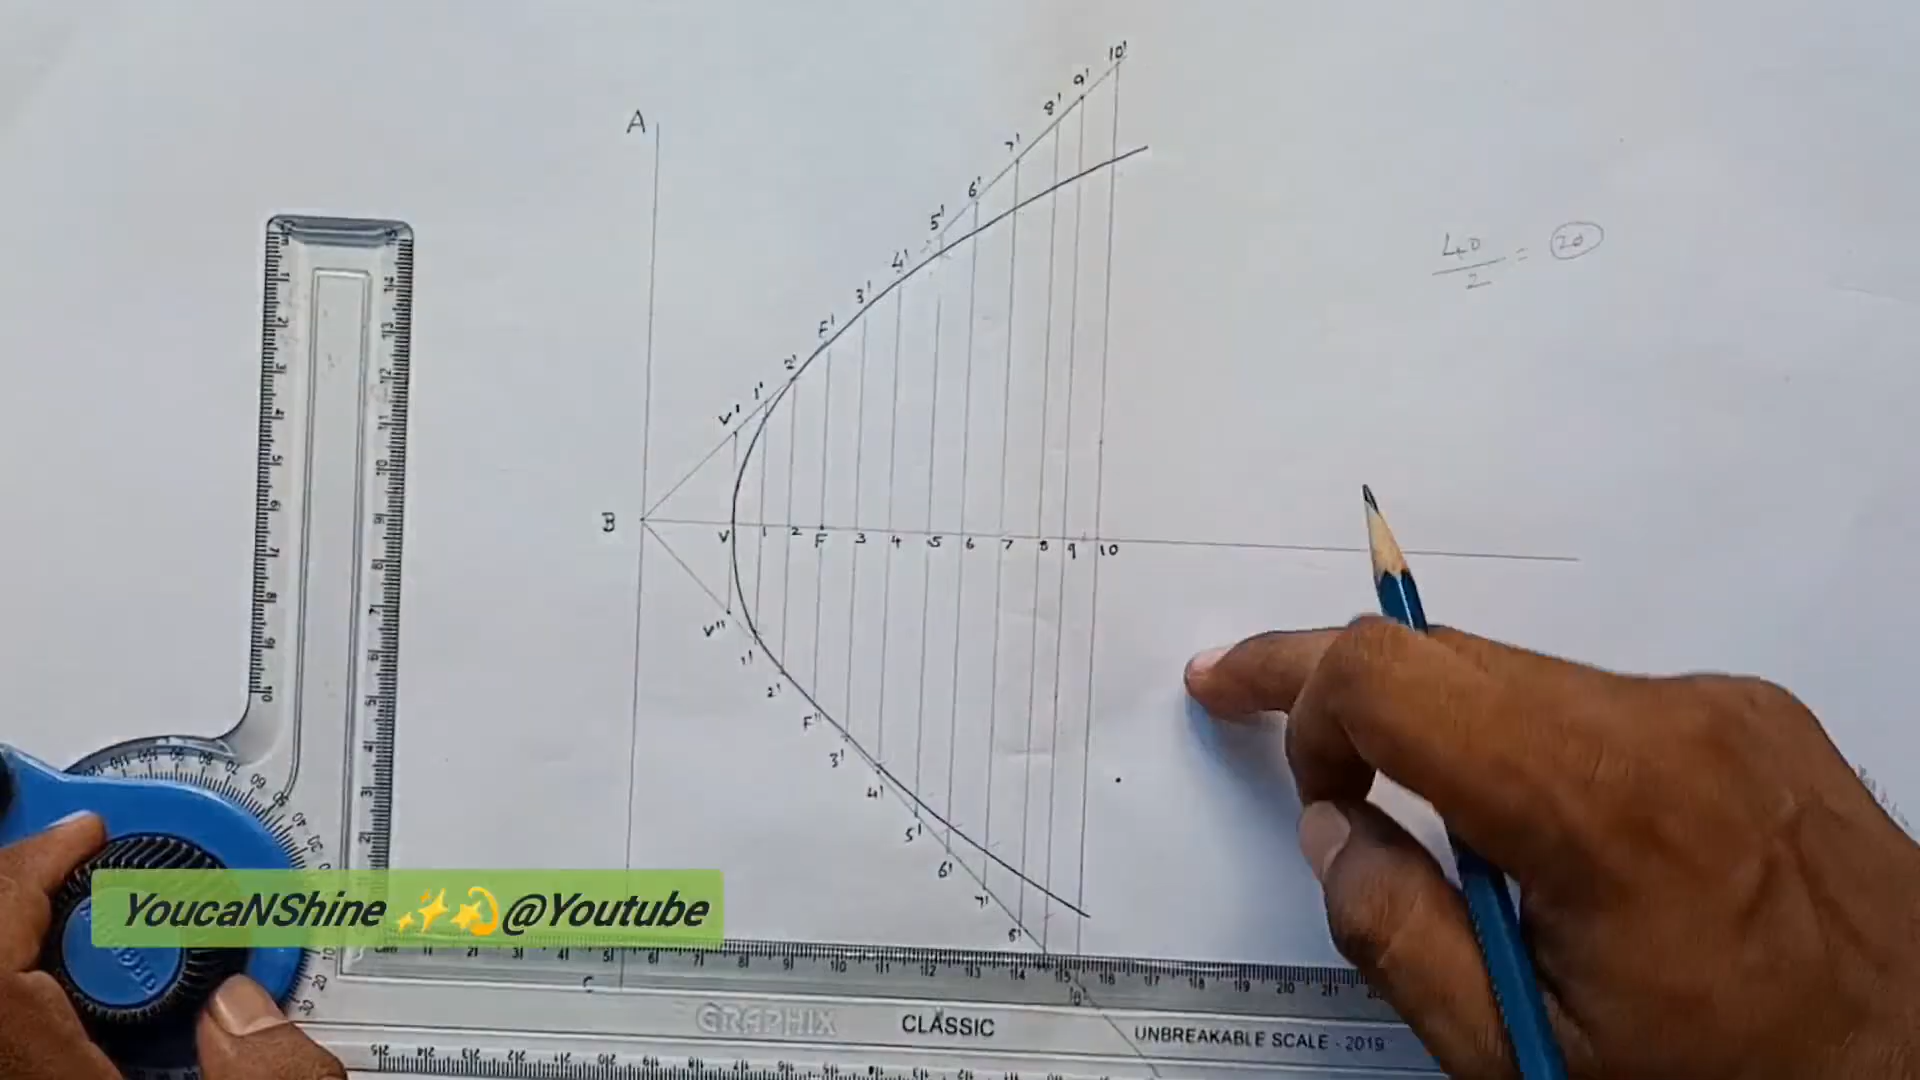 10'
9'
8'
7'
6'
5'
4'
3'
F'
2'
1'
V'
A
40/2 = 20
B
V 1 2 F 3 4 5 6 7 8 9 10
V"
1'
2'
F"
3'
4'
5'
6'
7'
8'
C
YoucaNShine ✨💫@Youtube
GRAPHIX
CLASSIC
UNBREAKABLE SCALE - 2019